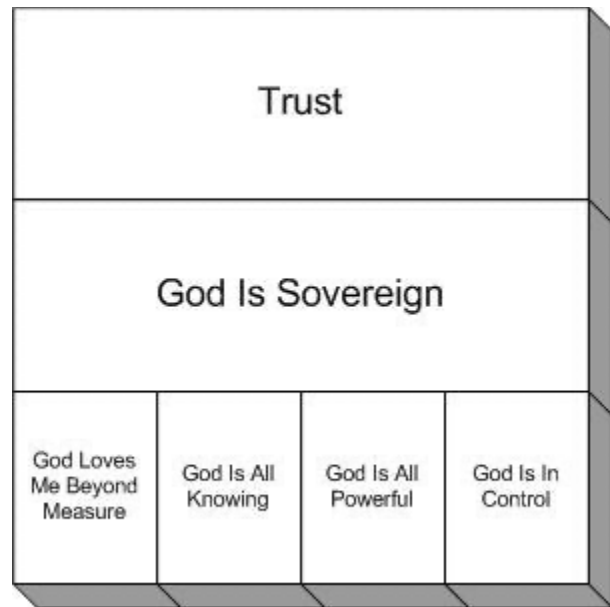 Trust
God Is Sovereign
God Loves
Me Beyond
Measure
God Is All
Knowing
God Is All
Powerful
God Is In
Control